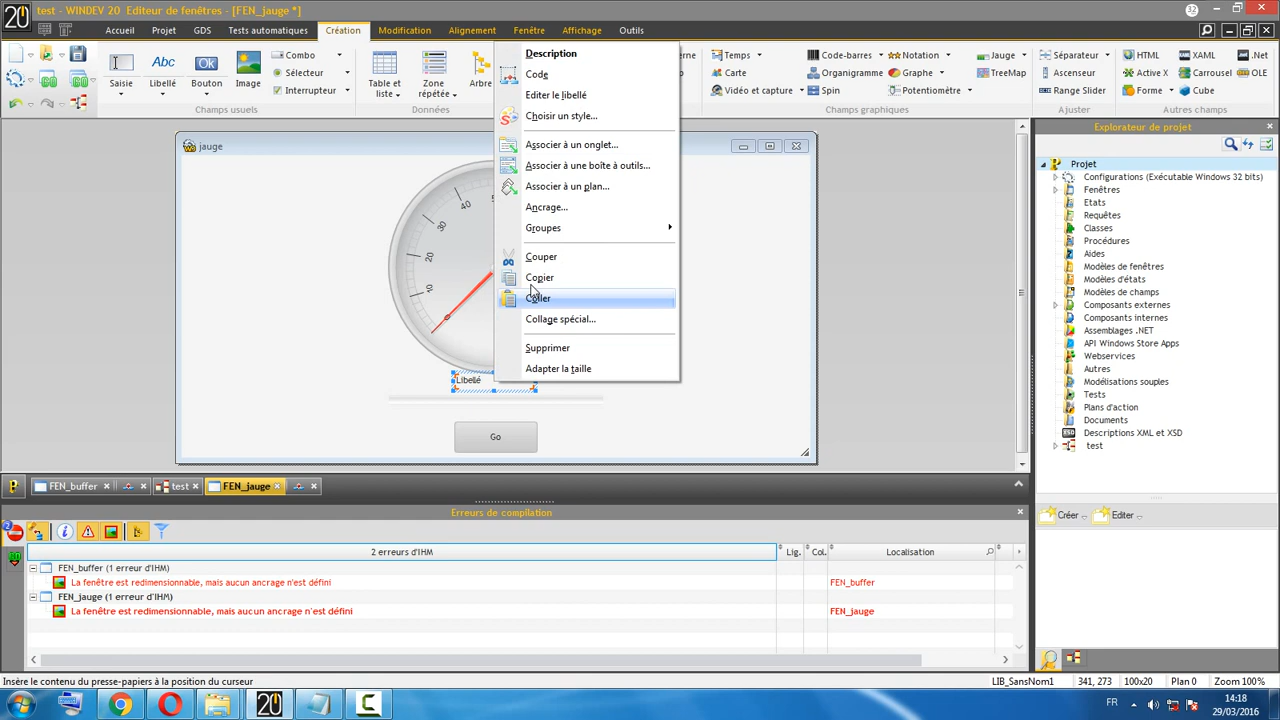 20 test - WINDEV 20 Editeur de fenêtres - [FEN_jauge *] 32
Accueil Projet GDS Tests automatiques Création Modification Alignement Fenêtre Affichage Outils
Saisie Libellé Bouton Image
Combo
Sélecteur
Interrupteur
Champs usuels
Table et liste
Zone répétée
Arbre
Données
Temps
Carte
Vidéo et capture
Code-barre
Organigramme
Spin
Notation
Graphe
Potentiomètre
Jauge
TreeMap
Champs graphiques
Séparateur
Ascenseur
Range Slider
Ajuster
HTML
Active X
Forme
XAML
Carrousel
Cube
.NET
OLE
Autres champs
jauge
20
30
40
Libellé
Go
Description
Code
Editer le libellé
Choisir un style...
Associer à un onglet...
Associer à une boîte à outils...
Associer à un plan...
Ancrage...
Groupes
Couper
Copier
Coller
Collage spécial...
Supprimer
Adapter la taille
Explorateur de projet
Projet
Configurations (Exécutable Windows 32 bits)
Fenêtres
Etats
Requêtes
Classes
Procédures
Aides
Modèles de fenêtres
Modèles d'états
Modèles de champs
Composants externes
Composants internes
Assemblages .NET
API Windows Store Apps
Webservices
Autres
Modélisations souples
Tests
Plans d'action
Documents
Descriptions XML et XSD
test
Créer Editer
FEN_buffer test FEN_jauge
Erreurs de compilation
2 erreurs d'IHM Lig. Col. Localisation
FEN_buffer (1 erreur d'IHM)
La fenêtre est redimensionnable, mais aucun ancrage n'est défini FEN_buffer
FEN_jauge (1 erreur d'IHM)
La fenêtre est redimensionnable, mais aucun ancrage n'est défini FEN_jauge
Insère le contenu du presse-papiers à la position du curseur LIB_SansNom1 341, 273 100x20 Plan 0 Zoom 100%
20 FR 14:18
29/03/2016